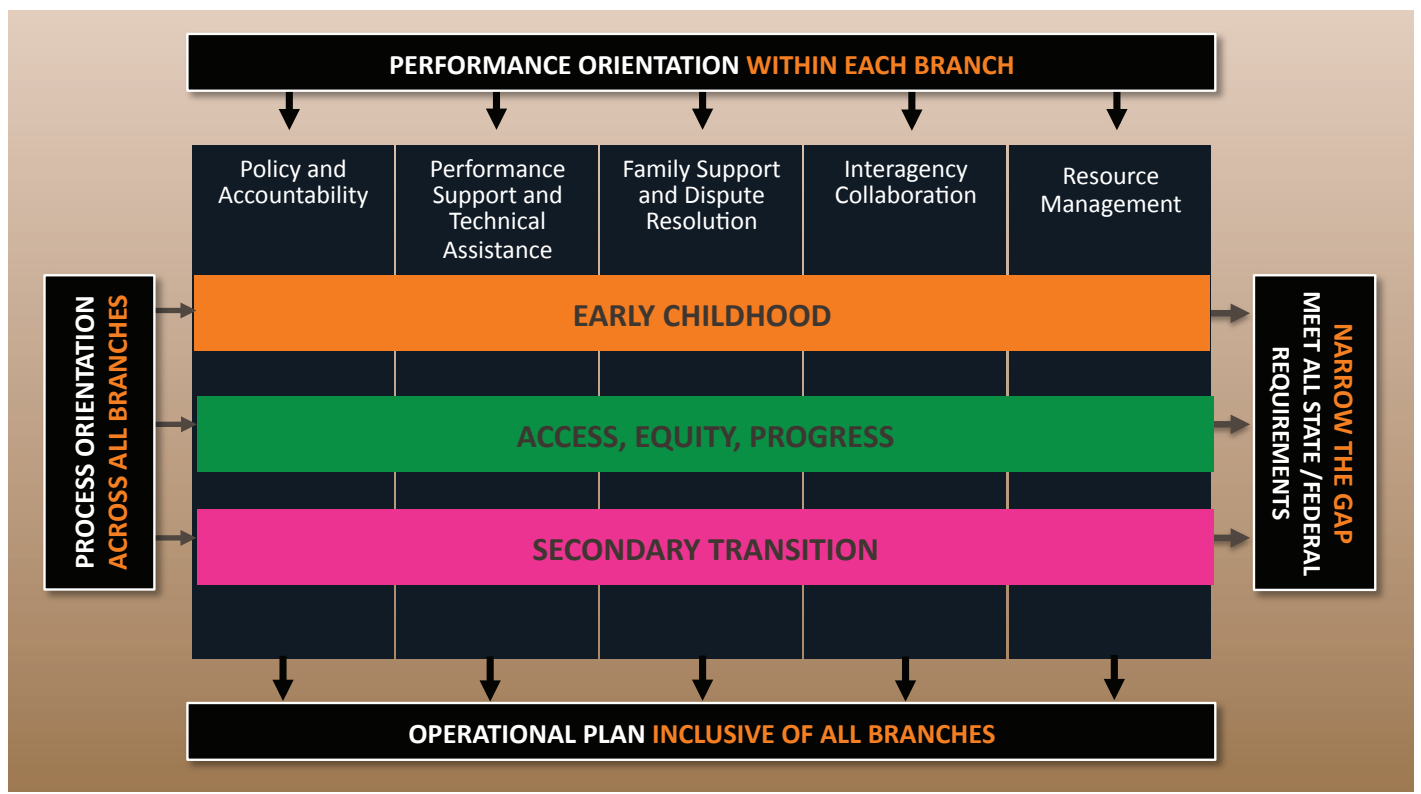 PERFORMANCE ORIENTATION WITHIN EACH BRANCH
Policy and
Accountability
Performance
Support and
Technical
Assistance
Family Support
and Dispute
Resolution
Interagency
Collaboration
Resource
Management
PROCESS ORIENTATION
ACROSS ALL BRANCHES
EARLY CHILDHOOD
ACCESS, EQUITY, PROGRESS
SECONDARY TRANSITION
NARROW THE GAP
MEET ALL STATE /FEDERAL
REQUIREMENTS
OPERATIONAL PLAN INCLUSIVE OF ALL BRANCHES